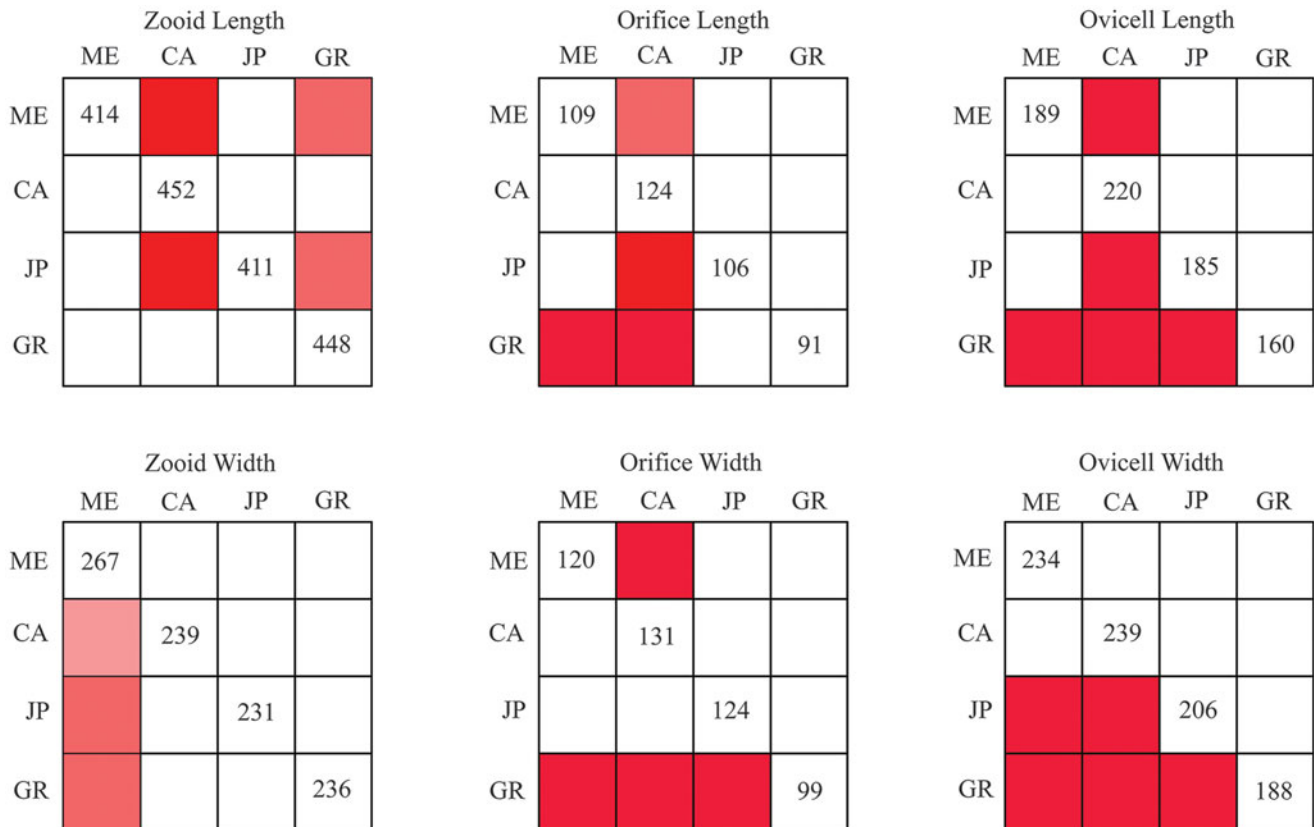 Zooid Length Orifice Length Ovicell Length
ME CA JP GR ME CA JP GR ME CA JP GR
ME 414 ME 109 ME 189
CA 452 CA 124 CA 220
JP 411 JP 106 JP 185
GR 448 GR 91 GR 160
Zooid Width Orifice Width Ovicell Width
ME CA JP GR ME CA JP GR ME CA JP GR
ME 267 ME 120 ME 234
CA 239 CA 131 CA 239
JP 231 JP 124 JP 206
GR 236 GR 99 GR 188